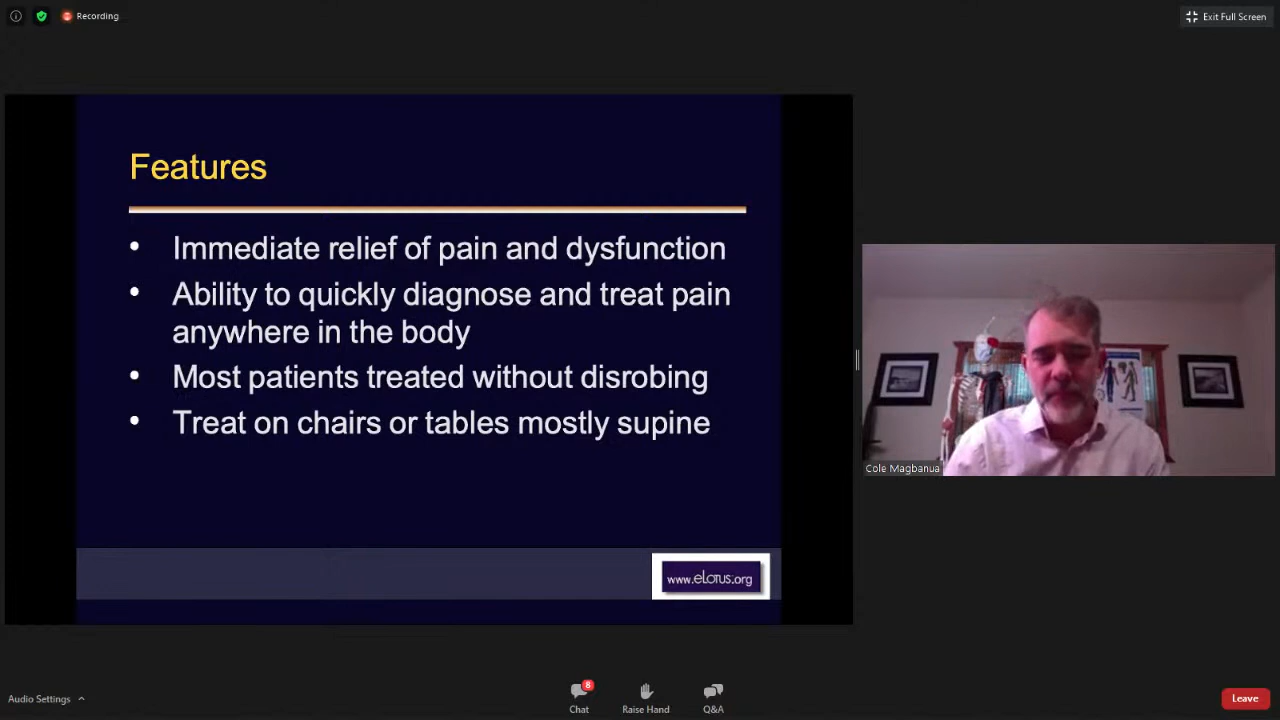 Recording
Exit Full Screen
Features
• Immediate relief of pain and dysfunction
• Ability to quickly diagnose and treat pain
anywhere in the body
• Most patients treated without disrobing
• Treat on chairs or tables mostly supine
www.eLotus.org
Cole Magbanua
Audio Settings
8
Chat
Raise Hand
Q&A
Leave